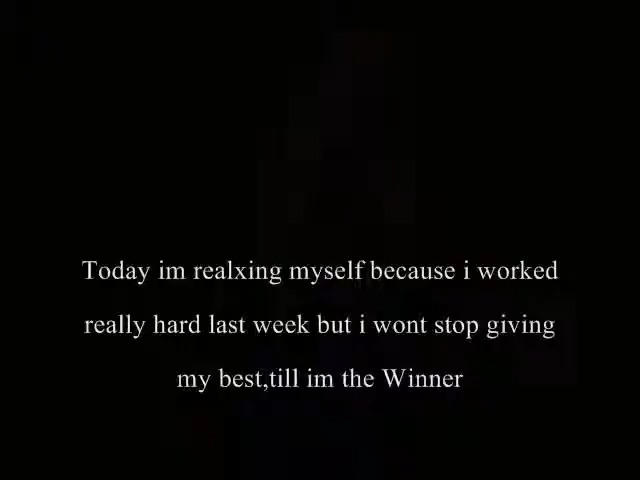 Today im realxing myself because i worked
really hard last week but i wont stop giving
my best,till im the Winner